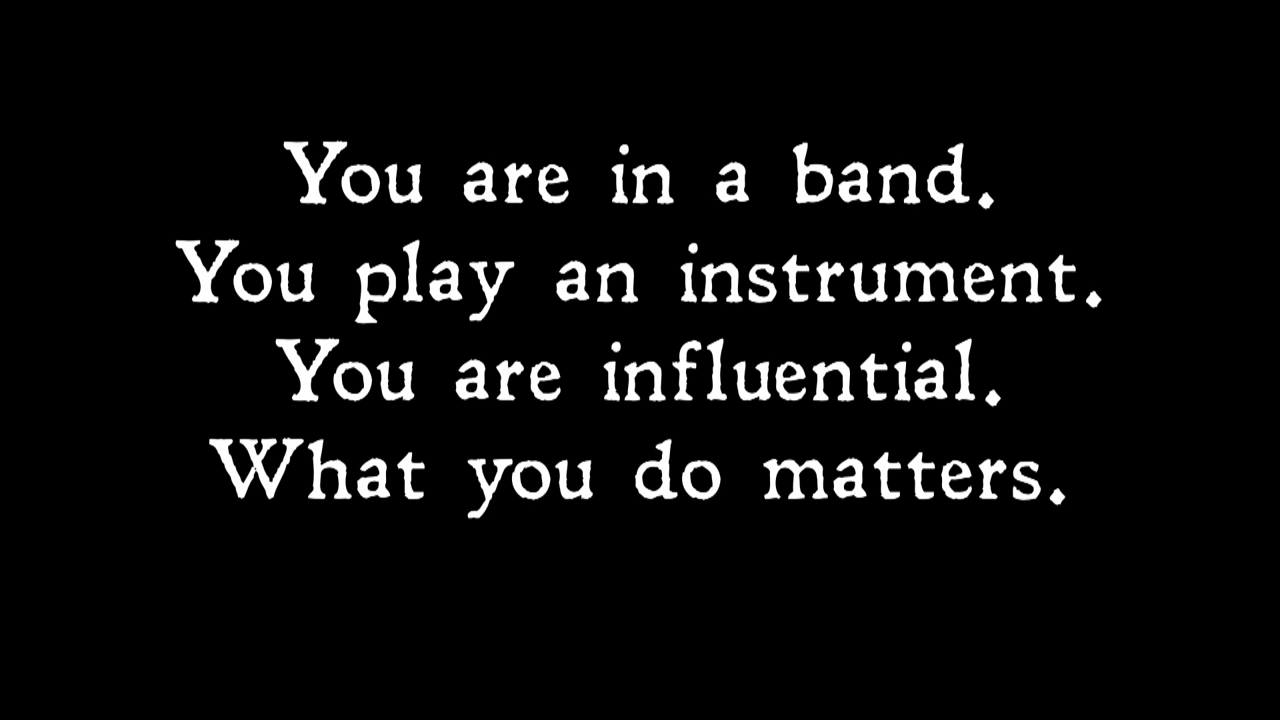 You are in a band.
You play an instrument.
You are influential.
What you do matters.